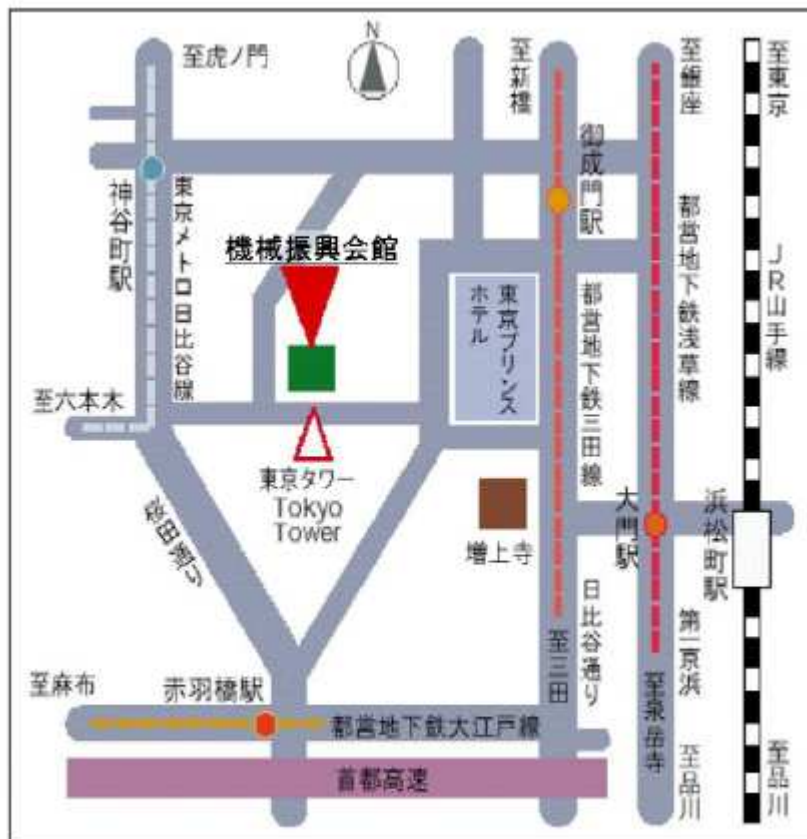 N
至虎ノ門
至新橋
至銀座
至東京
神谷町駅
東京メトロ日比谷線
御成門駅
都営地下鉄浅草線
JR山手線
機械振興会館
東京プリンス
ホテル
都営地下鉄三田線
至六本木
東京タワー
Tokyo
Tower
桜田通り
増上寺
大門駅
浜松町駅
日比谷通り
第一京浜
至三田
至泉岳寺
至品川
至品川
至麻布
赤羽橋駅
都営地下鉄大江戸線
首都高速